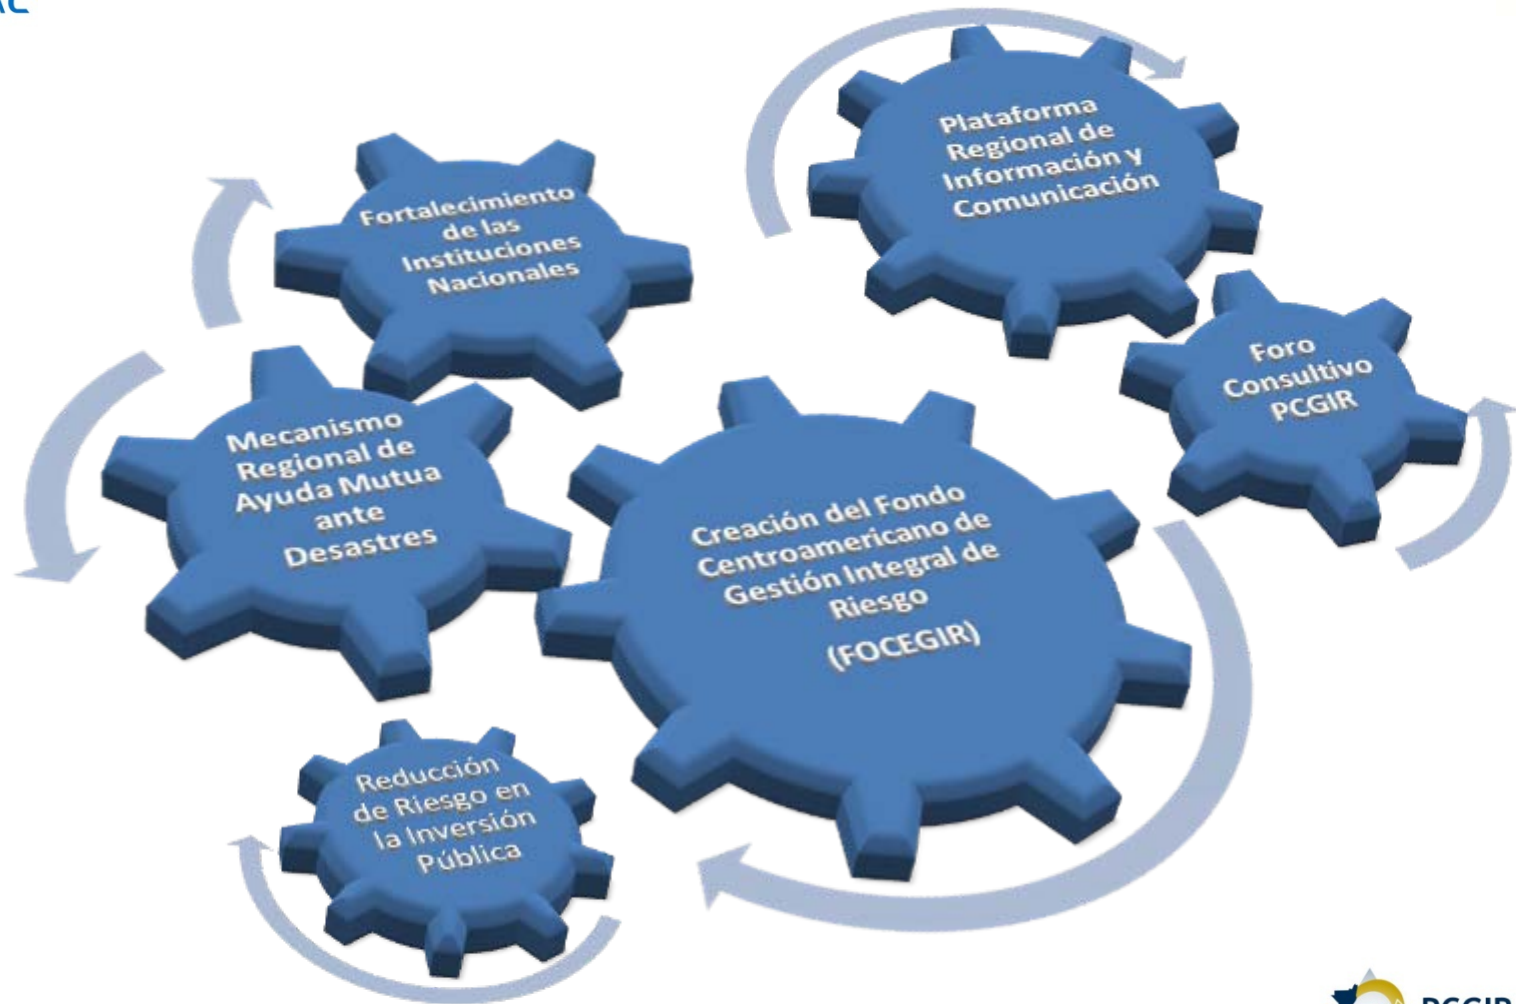 Plataforma
Regional de
Información y
Comunicación
Fortalecimiento
de las
Instituciones
Nacionales
Foro
Consultivo
PCGIR
Mecanismo
Regional de
Ayuda Mutua
ante
Desastres
Creación del Fondo
Centroamericano de
Gestión Integral de
Riesgo
(FOCEGIR)
Reducción
de Riesgo en
la Inversión
Pública